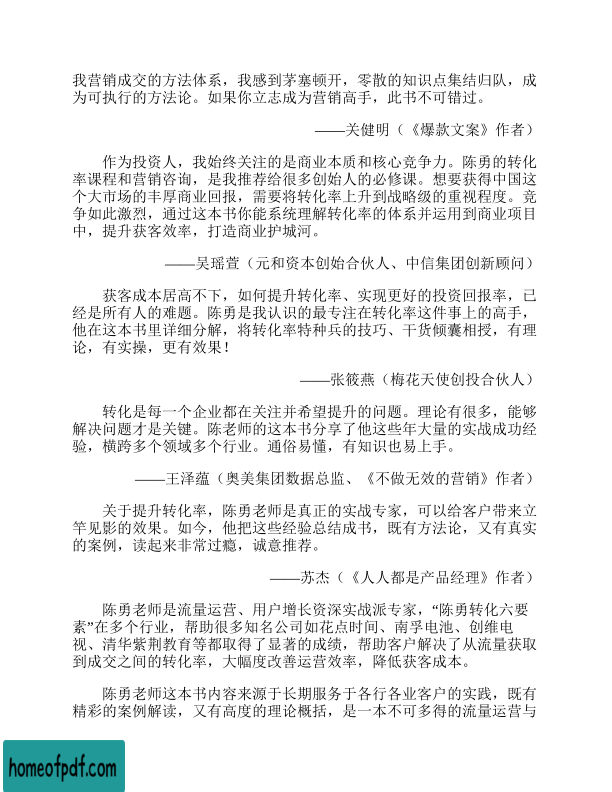 我营销成交的方法体系，我感到茅塞顿开，零散的知识点集结归队，成
为可执行的方法论。如果你立志成为营销高手，此书不可错过。
——关健明（《爆款文案》作者）
作为投资人，我始终关注的是商业本质和核心竞争力。陈勇的转化
率课程和营销咨询，是我推荐给很多创始人的必修课。想要获得中国这
个大市场的丰厚商业回报，需要将转化率上升到战略级的重视程度。竞
争如此激烈，通过这本书你能系统理解转化率的体系并运用到商业项目
中，提升获客效率，打造商业护城河。
——吴瑶萱（元和资本创始合伙人、中信集团创新顾问）
获客成本居高不下，如何提升转化率、实现更好的投资回报率，已
经是所有人的难题。陈勇是我认识的最专注在转化率这件事上的高手，
他在这本书里详细分解，将转化率特种兵的技巧、干货倾囊相授，有理
论，有实操，更有效果！
——张筱燕（梅花天使创投合伙人）
转化是每一个企业都在关注并希望提升的问题。理论有很多，能够
解决问题才是关键。陈老师的这本书分享了他这些年大量的实战成功经
验，横跨多个领域多个行业。通俗易懂，有知识也易上手。
——王泽蕴（奥美集团数据总监、《不做无效的营销》作者）
关于提升转化率，陈勇老师是真正的实战专家，可以给客户带来立
竿见影的效果。如今，他把这些经验总结成书，既有方法论，又有真实
的案例，读起来非常过瘾，诚意推荐。
——苏杰（《人人都是产品经理》作者）
陈勇老师是流量运营、用户增长资深实战派专家，“陈勇转化六要
素”在多个行业，帮助很多知名公司如花点时间、南孚电池、创维电
视、清华紫荆教育等都取得了显著的成绩，帮助客户解决了从流量获取
到成交之间的转化率，大幅度改善运营效率，降低获客成本。
陈勇老师这本书内容来源于长期服务于各行各业客户的实践，既有
精彩的案例解读，又有高度的理论概括，是一本不可多得的流量运营与
homeofpdf.com